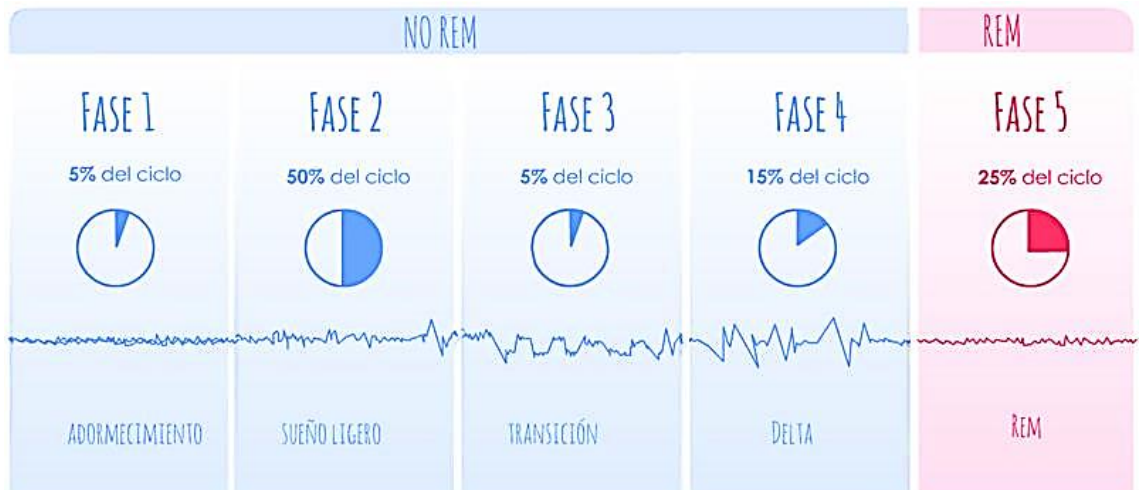 NO REM
REM
FASE 1
FASE 2
FASE 3
FASE 4
FASE 5
5% del ciclo
50% del ciclo
5% del ciclo
15% del ciclo
25% del ciclo
ADORMECIMIENTO
SUEÑO LIGERO
TRANSICIÓN
DELTA
REM